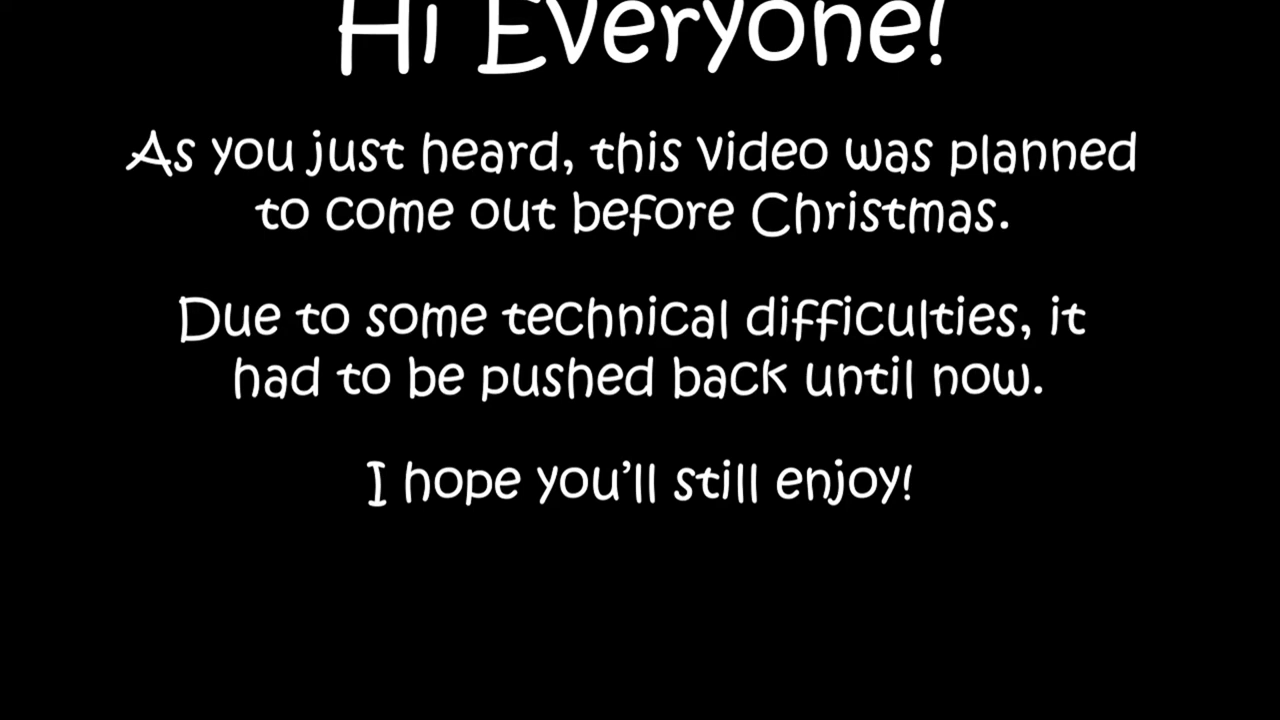 Hi Everyone!
As you just heard, this video was planned
to come out before Christmas.
Due to some technical difficulties, it
had to be pushed back until now.
I hope you’ll still enjoy!